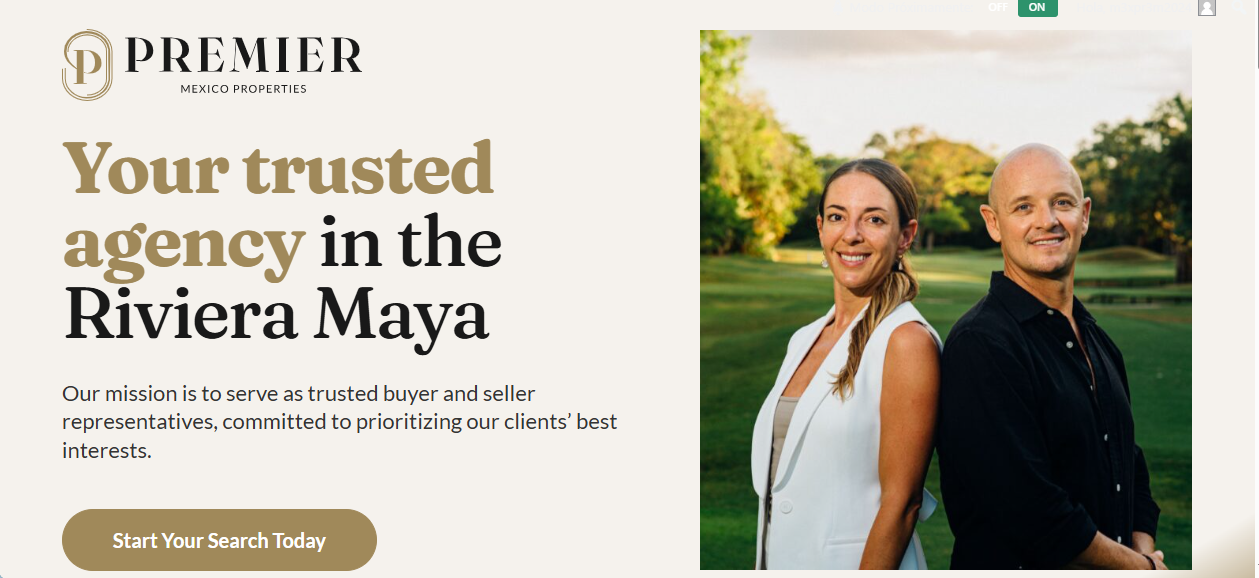 OFF ON
P PREMIER
MEXICO PROPERTIES
Your trusted
agency in the
Riviera Maya
Our mission is to serve as trusted buyer and seller
representatives, committed to prioritizing our clients’ best
interests.
Start Your Search Today